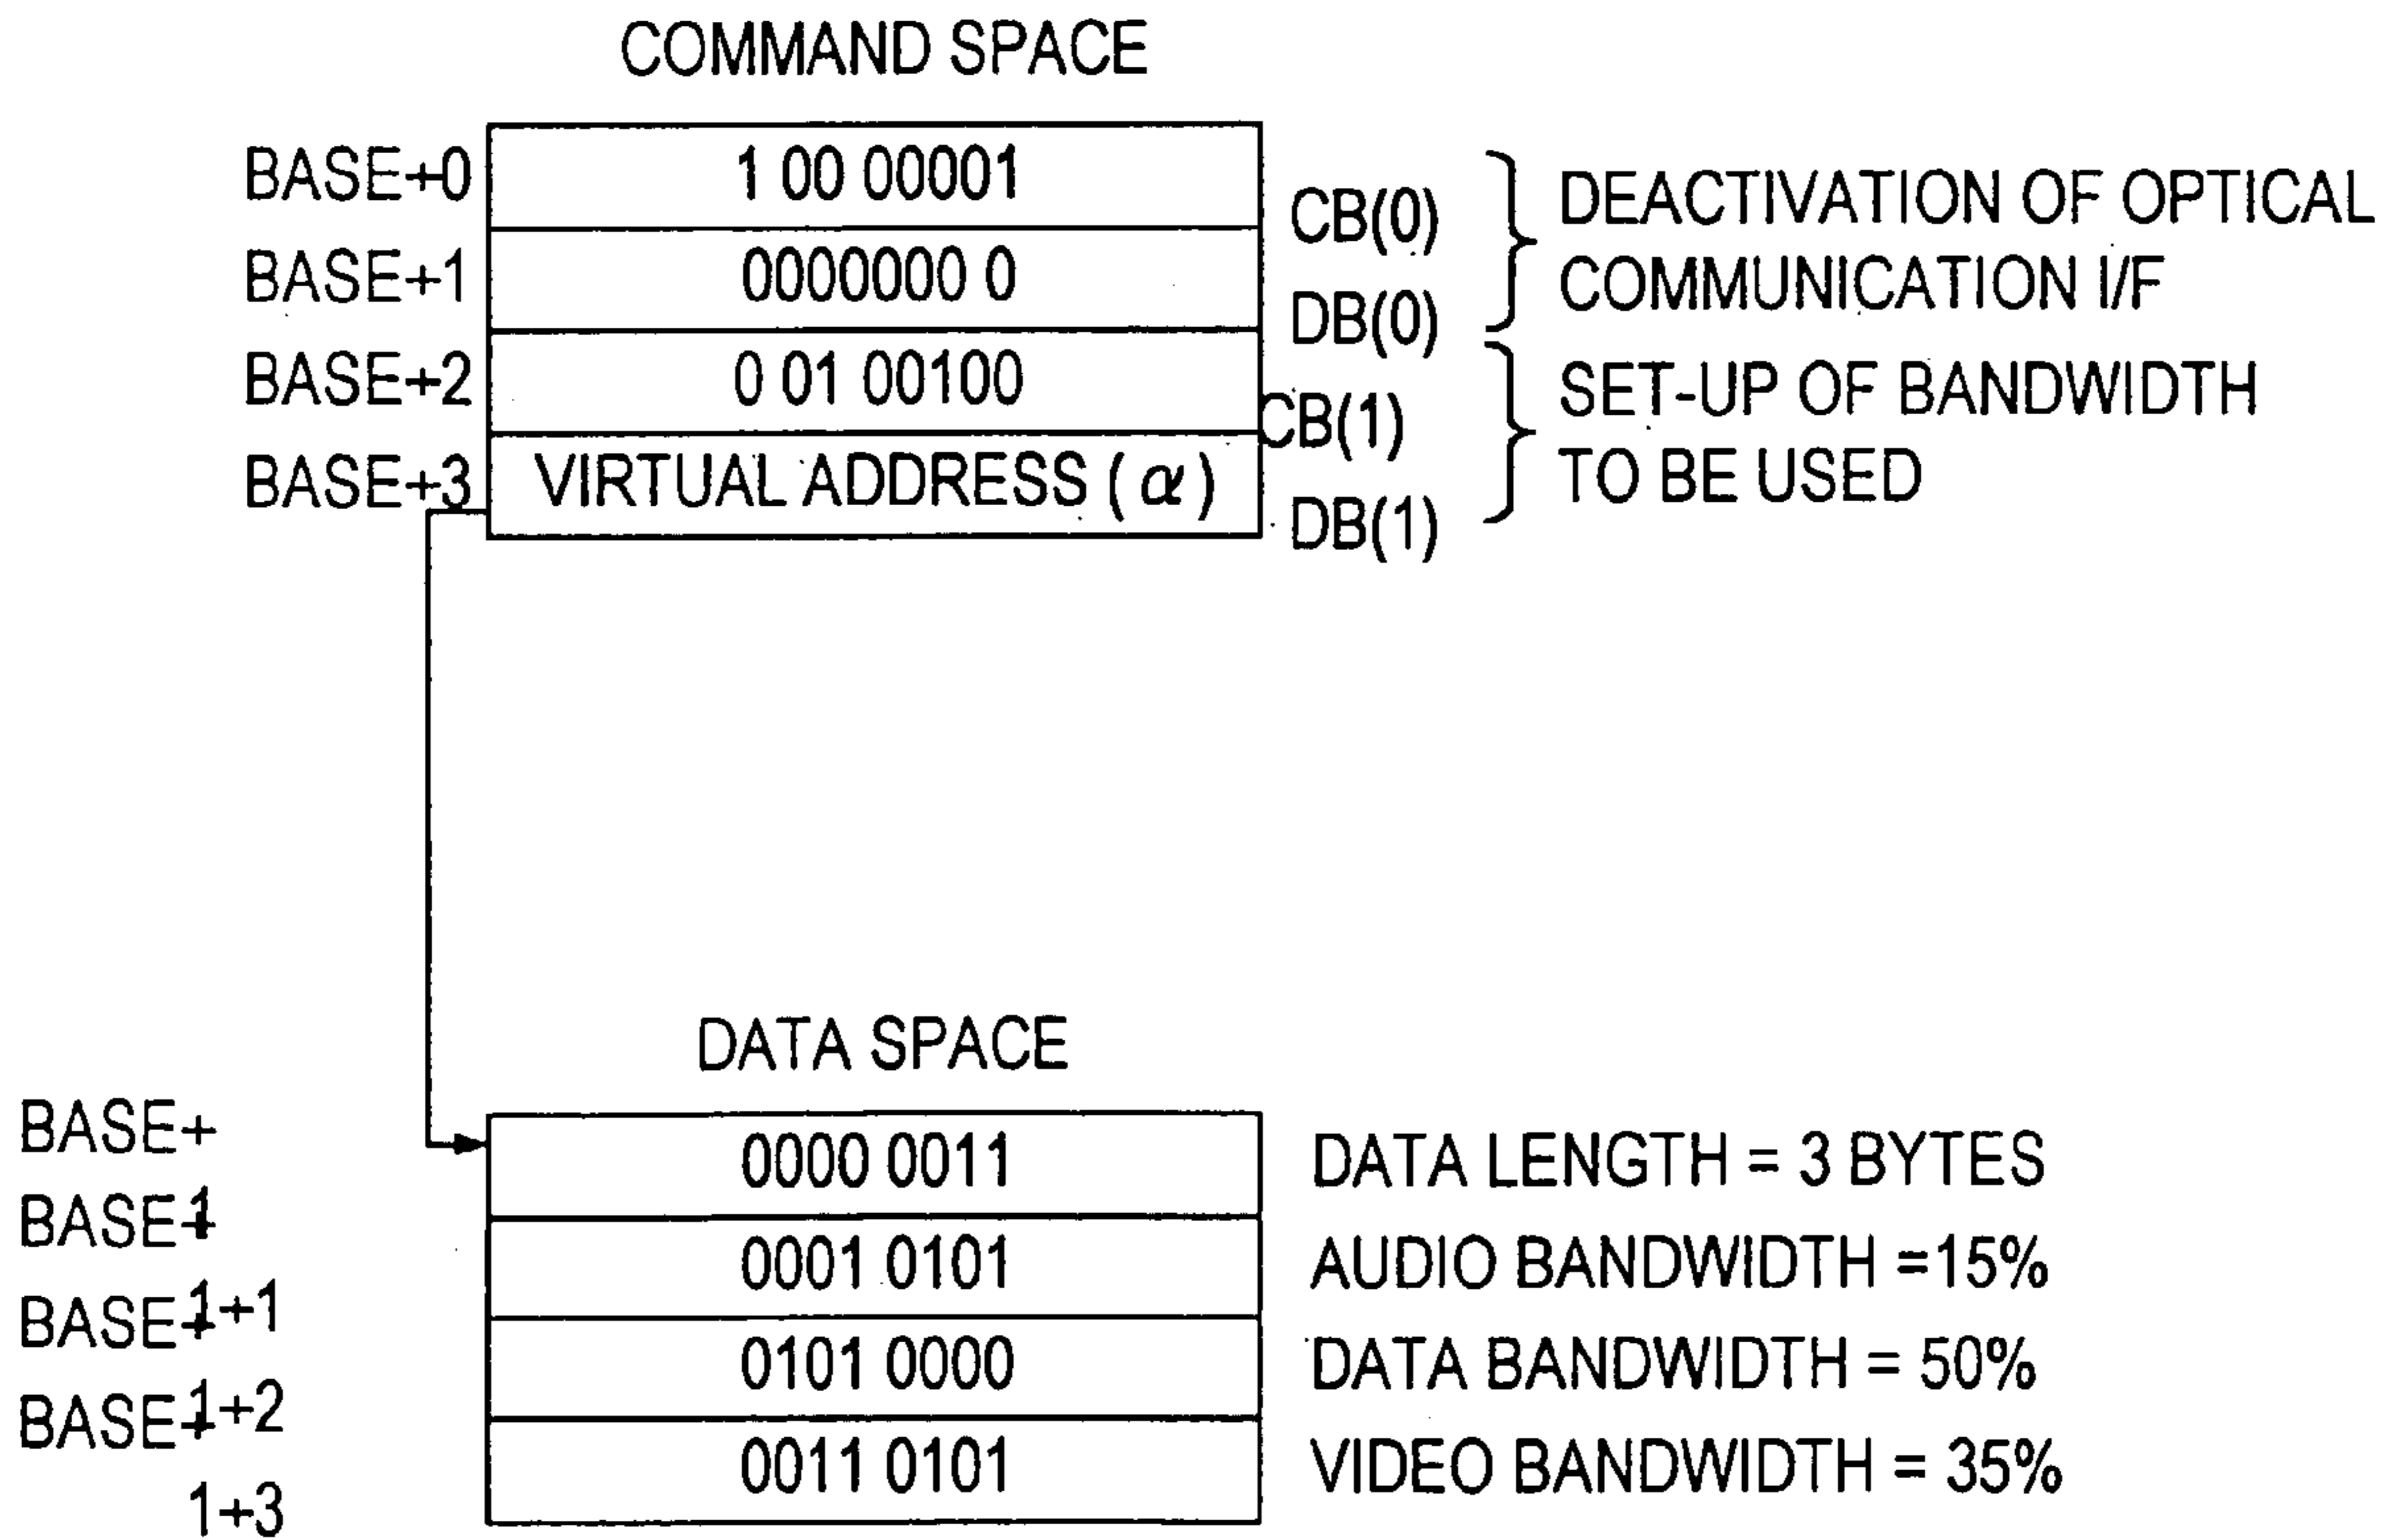 COMMAND SPACE
BASE+0
1 00 00001
CB(0)
BASE+1
0000000 0
DB(0)
DEACTIVATION OF OPTICAL
COMMUNICATION I/F
BASE+2
0 01 00100
CB(1)
BASE+3
VIRTUAL ADDRESS (α)
DB(1)
SET-UP OF BANDWIDTH
TO BE USED
DATA SPACE
BASE+
1
0000 0011
DATA LENGTH = 3 BYTES
BASE+
1+1
0001 0101
AUDIO BANDWIDTH =15%
BASE+
1+2
0101 0000
DATA BANDWIDTH = 50%
BASE+
1+3
0011 0101
VIDEO BANDWIDTH = 35%